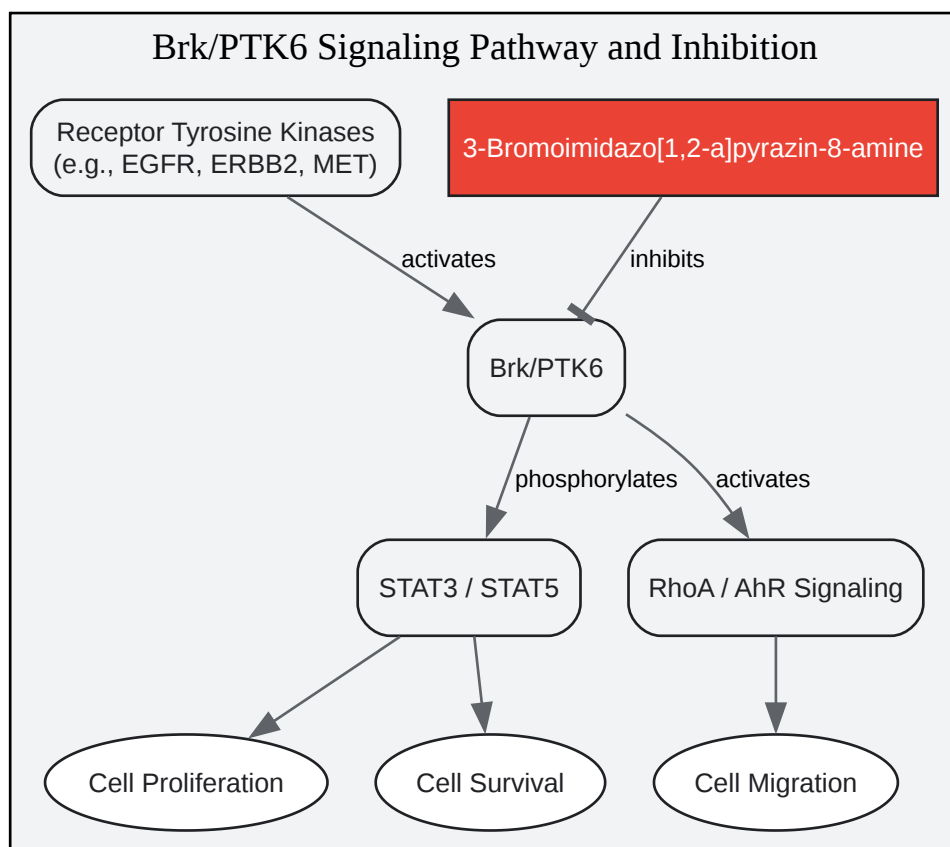 Brk/PTK6 Signaling Pathway and Inhibition
Receptor Tyrosine Kinases
(e.g., EGFR, ERBB2, MET)
3-Bromoimidazo[1,2-a]pyrazin-8-amine
activates
inhibits
Brk/PTK6
phosphorylates
activates
STAT3 / STAT5
RhoA / AhR Signaling
Cell Proliferation
Cell Survival
Cell Migration